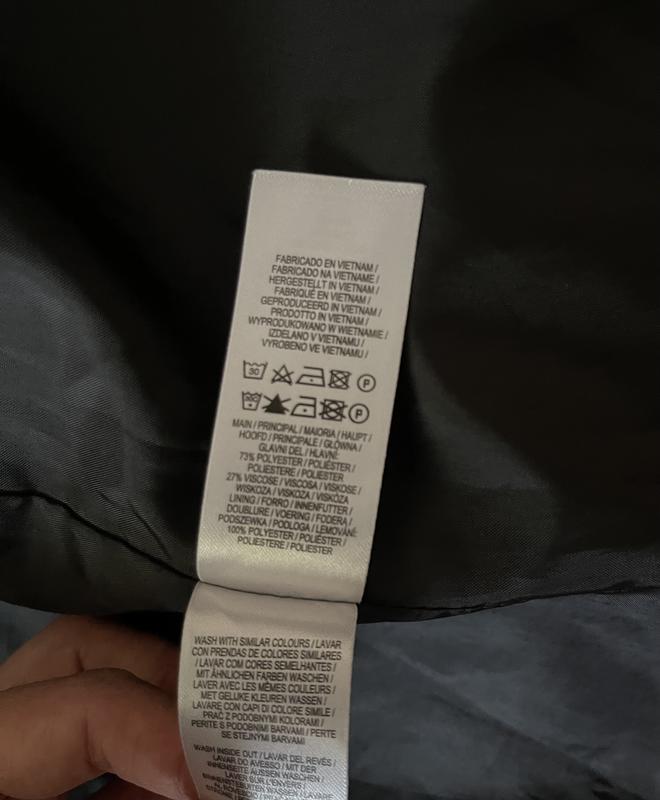 FABRICADO EN VIETNAM /
FABRICADO NA VIETNAME /
HERGESTELLT IN VIETNAM /
FABRIQUÉ EN VIETNAM /
GEPRODUCEERD IN VIETNAM /
PRODOTTO IN VIETNAM /
WYPRODUKOWANO W WIETNAMIE /
IZDELANO V VIETNAMU /
VYROBENO VE VIETNAMU /
30 P
P
MAIN / PRINCIPAL / MAIORIA / HAUPT /
HOOFD / PRINCIPALE / GŁÓWNA /
GLAVNI DEL / HLAVNÍ:
73% POLYESTER / POLIÉSTER /
POLIESTERE / POLIESTER
27% VISCOSE / VISCOSA / VISKOSE /
WISKOZA / VISKOZA / VISKÓZA
LINING / FORRO / INNENFUTTER /
DOUBLURE / VOERING / FODERA /
PODSZEWKA / PODLOGA / LEMOVÁNÍ:
100% POLYESTER / POLIÉSTER /
POLIESTERE / POLIESTER
WASH WITH SIMILAR COLOURS / LAVAR
CON PRENDAS DE COLORES SIMILARES
/ LAVAR COM CORES SEMELHANTES /
MIT ÄHNLICHEN FARBEN WASCHEN /
LAVER AVEC LES MÊMES COULEURS /
MET GELIJKE KLEUREN WASSEN /
LAVARE CON CAPI DI COLORE SIMILE /
PRAĆ Z PODOBNYMI KOLORAMI /
PERITE S PODOBNIMI BARVAMI / PERTE
SE STEJNÝMI BARVAMI
WASH INSIDE OUT / LAVAR DEL REVÉS /
LAVAR DO AVESSO / MIT DER
INNENSEITE AUSSEN WASCHEN /
LAVER SUR L'ENVERS /
BINNENSTEBUITEN WASSEN / LAVARE
AL ROVESCIO /